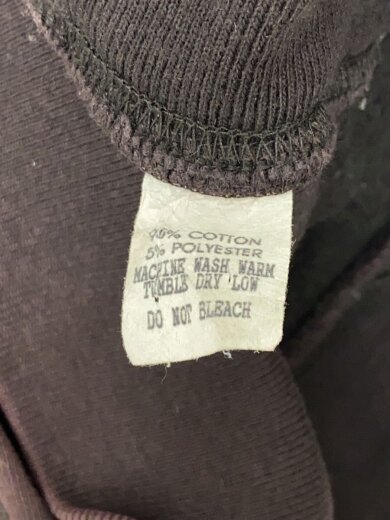 95% COTTON
5% POLYESTER
MACHINE WASH WARM
TUMBLE DRY LOW
DO NOT BLEACH